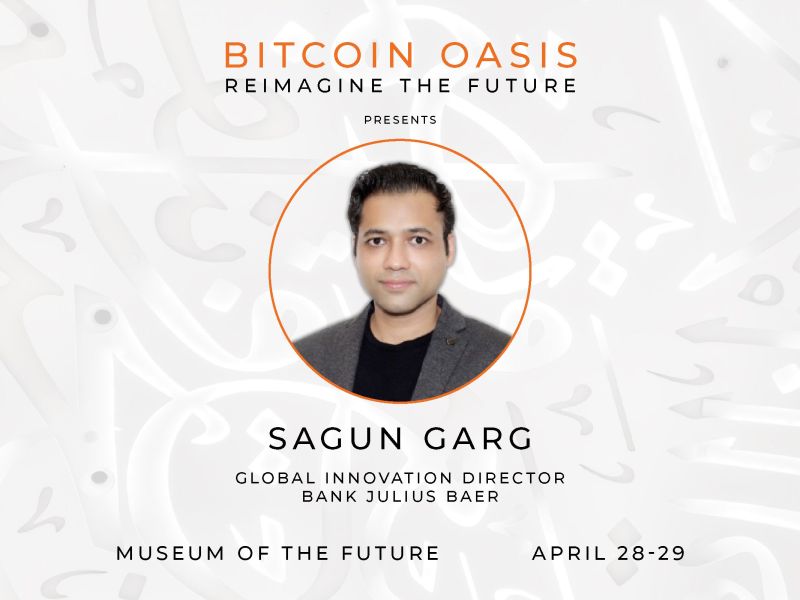 BITCOIN OASIS
REIMAGINE THE FUTURE
PRESENTS
SAGUN GARG
GLOBAL INNOVATION DIRECTOR
BANK JULIUS BAER
MUSEUM OF THE FUTURE APRIL 28-29